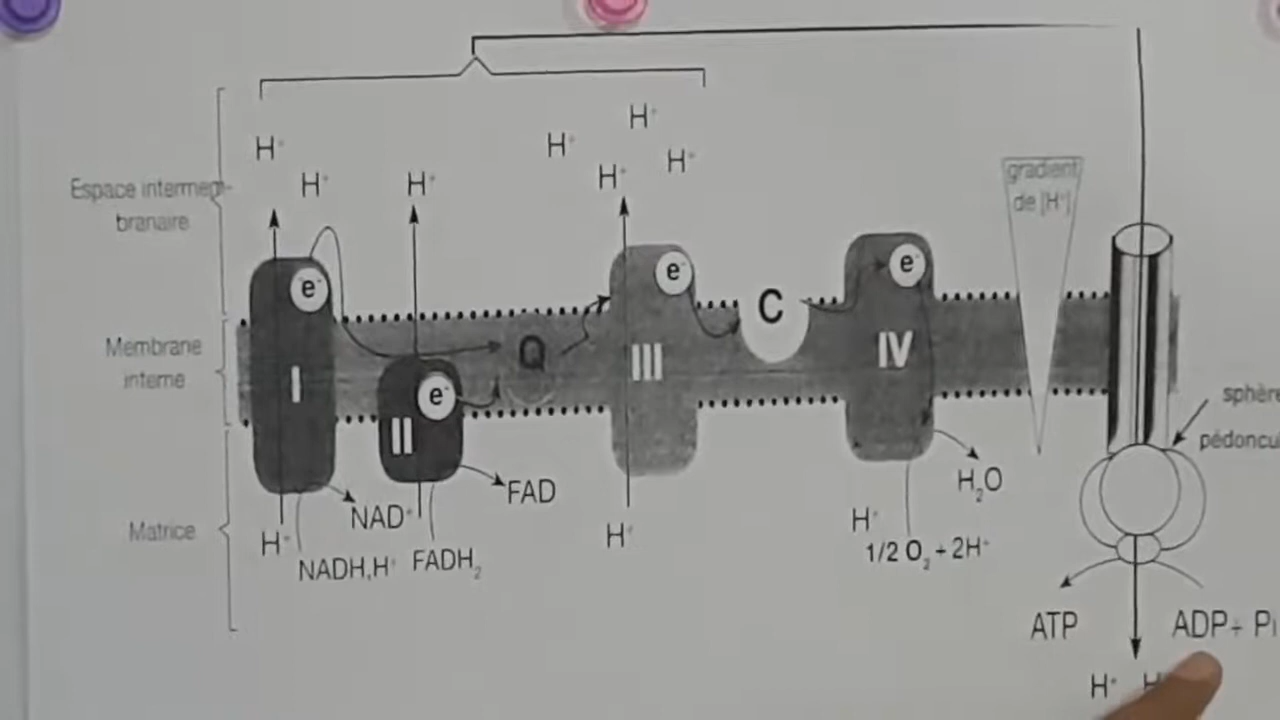 H⁺
H⁺
H⁺
H⁺
H⁺
H⁺
H⁺
Espace intermem-
branaire
gradient
de [H⁺]
e⁻
e⁻
e⁻
C
Q
Membrane
interne
I
III
IV
e⁻
II
sphère
Matrice
FAD
H₂O
NAD⁺
H⁺
H⁺
H⁺
NADH,H⁺
FADH₂
1/2 O₂ + 2H⁺
ATP
ADP+ Pi
H⁺